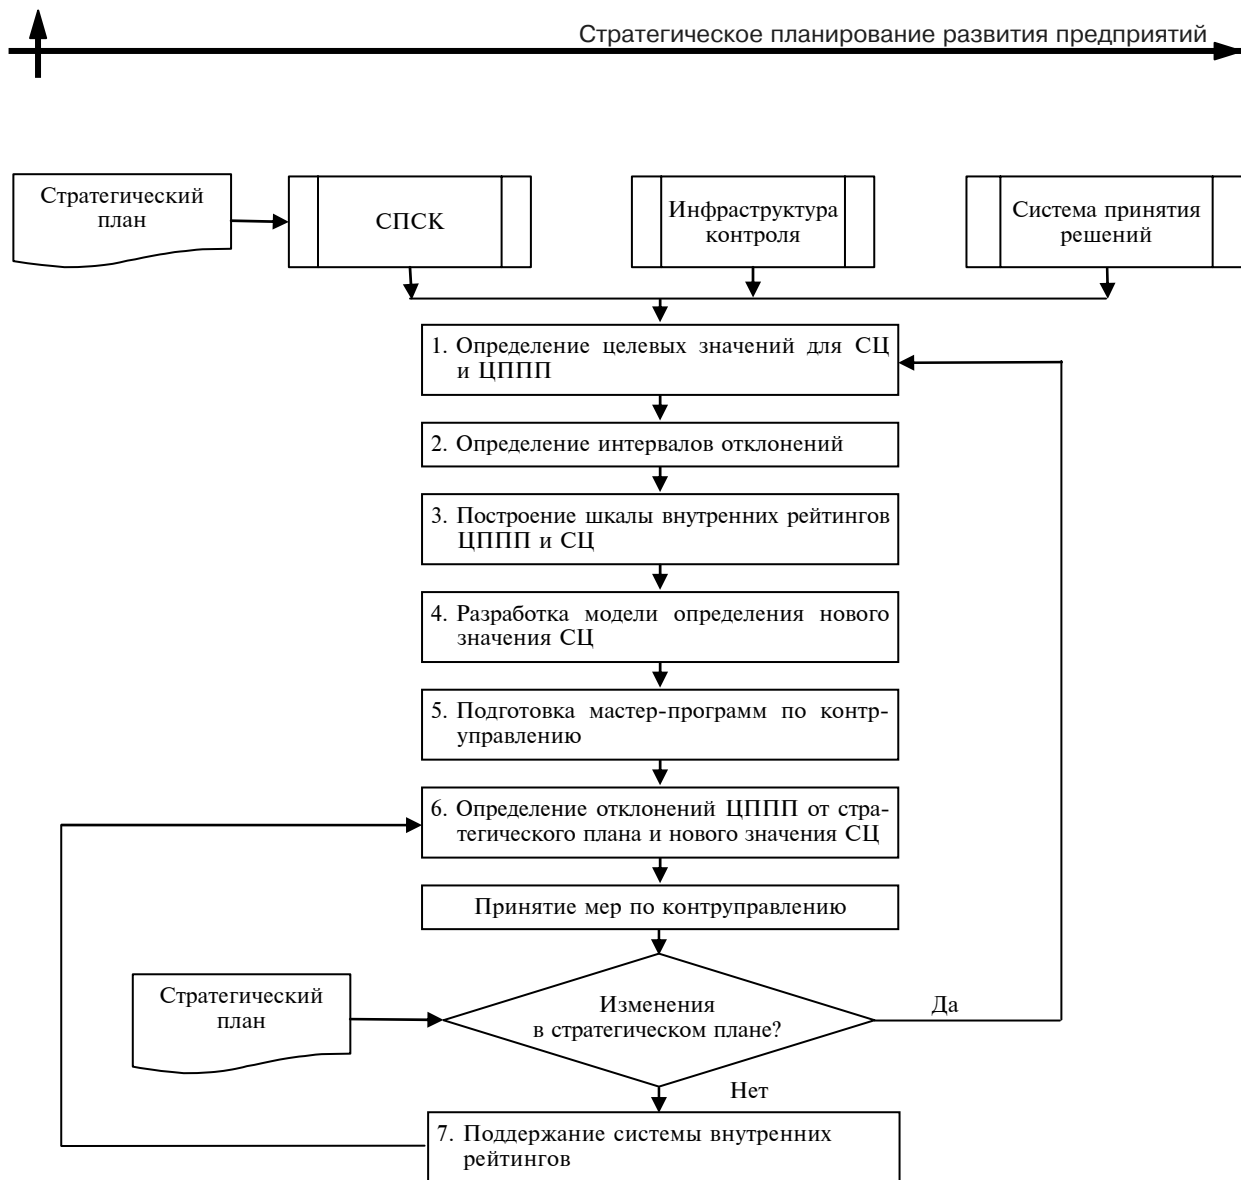 Стратегическое планирование развития предприятий
Стратегический
план
СПСК
Инфраструктура
контроля
Система принятия
решений
1. Определение целевых значений для СЦ
и ЦППП
2. Определение интервалов отклонений
3. Построение шкалы внутренних рейтингов
ЦППП и СЦ
4. Разработка модели определения нового
значения СЦ
5. Подготовка мастер-программ по контр-
управлению
6. Определение отклонений ЦППП от стра-
тегического плана и нового значения СЦ
Принятие мер по контруправлению
Стратегический
план
Изменения
в стратегическом плане?
Да
Нет
7. Поддержание системы внутренних
рейтингов